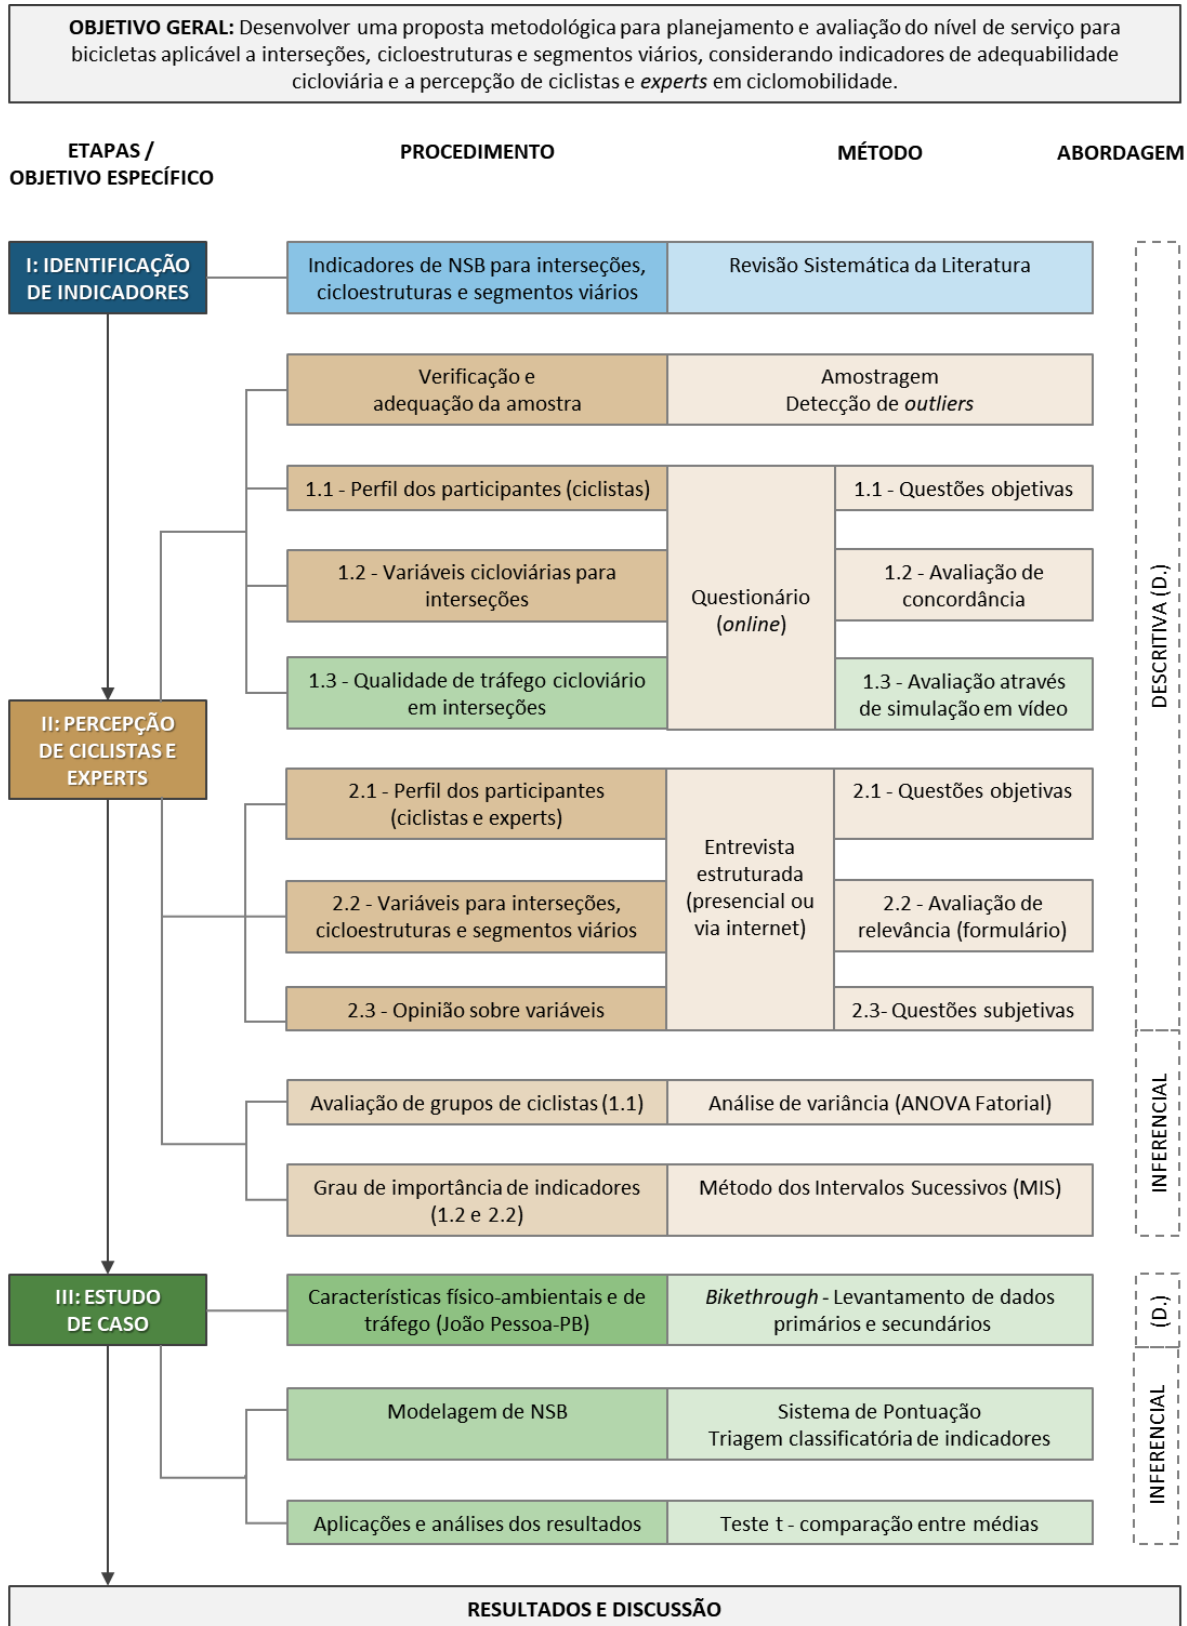 OBJETIVO GERAL: Desenvolver uma proposta metodológica para planejamento e avaliação do nível de serviço para
bicicletas aplicável a interseções, cicloestruturas e segmentos viários, considerando indicadores de adequabilidade
cicloviária e a percepção de ciclistas e experts em ciclomobilidade.
ETAPAS /
OBJETIVO ESPECÍFICO
PROCEDIMENTO
MÉTODO
ABORDAGEM
I: IDENTIFICAÇÃO
DE INDICADORES
Indicadores de NSB para interseções,
cicloestruturas e segmentos viários
Revisão Sistemática da Literatura
Verificação e
adequação da amostra
Amostragem
Detecção de outliers
1.1 - Perfil dos participantes (ciclistas)
1.1 - Questões objetivas
1.2 - Variáveis cicloviárias para
interseções
Questionário
(online)
1.2 - Avaliação de
concordância
1.3 - Qualidade de tráfego cicloviário
em interseções
1.3 - Avaliação através
de simulação em vídeo
DESCRITIVA (D.)
II: PERCEPÇÃO
DE CICLISTAS E
EXPERTS
2.1 - Perfil dos participantes
(ciclistas e experts)
2.1 - Questões objetivas
Entrevista
estruturada
(presencial ou
via internet)
2.2 - Variáveis para interseções,
cicloestruturas e segmentos viários
2.2 - Avaliação de
relevância (formulário)
2.3 - Opinião sobre variáveis
2.3- Questões subjetivas
Avaliação de grupos de ciclistas (1.1)
Análise de variância (ANOVA Fatorial)
INFERENCIAL
Grau de importância de indicadores
(1.2 e 2.2)
Método dos Intervalos Sucessivos (MIS)
III: ESTUDO
DE CASO
Características físico-ambientais e de
tráfego (João Pessoa-PB)
Bikethrough - Levantamento de dados
primários e secundários
(D.)
Modelagem de NSB
Sistema de Pontuação
Triagem classificatória de indicadores
INFERENCIAL
Aplicações e análises dos resultados
Teste t - comparação entre médias
RESULTADOS E DISCUSSÃO